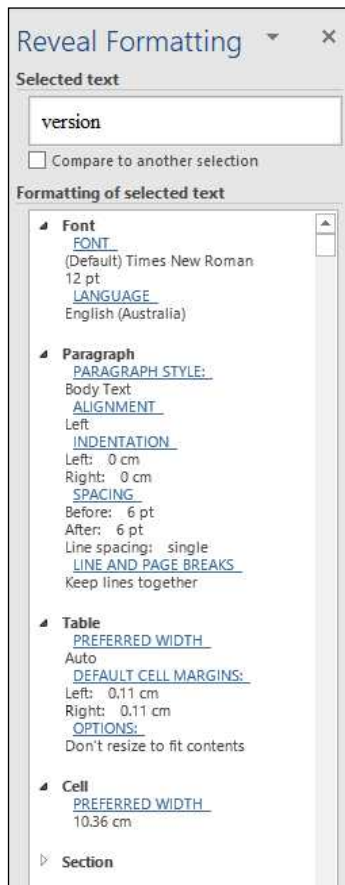 Reveal Formatting
Selected text
version
Compare to another selection
Formatting of selected text
Font
FONT
(Default) Times New Roman
12 pt
LANGUAGE
English (Australia)
Paragraph
PARAGRAPH STYLE:
Body Text
ALIGNMENT
Left
INDENTATION
Left: 0 cm
Right: 0 cm
SPACING
Before: 6 pt
After: 6 pt
Line spacing: single
LINE AND PAGE BREAKS
Keep lines together
Table
PREFERRED WIDTH
Auto
DEFAULT CELL MARGINS:
Left: 0.11 cm
Right: 0.11 cm
OPTIONS:
Don't resize to fit contents
Cell
PREFERRED WIDTH
10.36 cm
Section